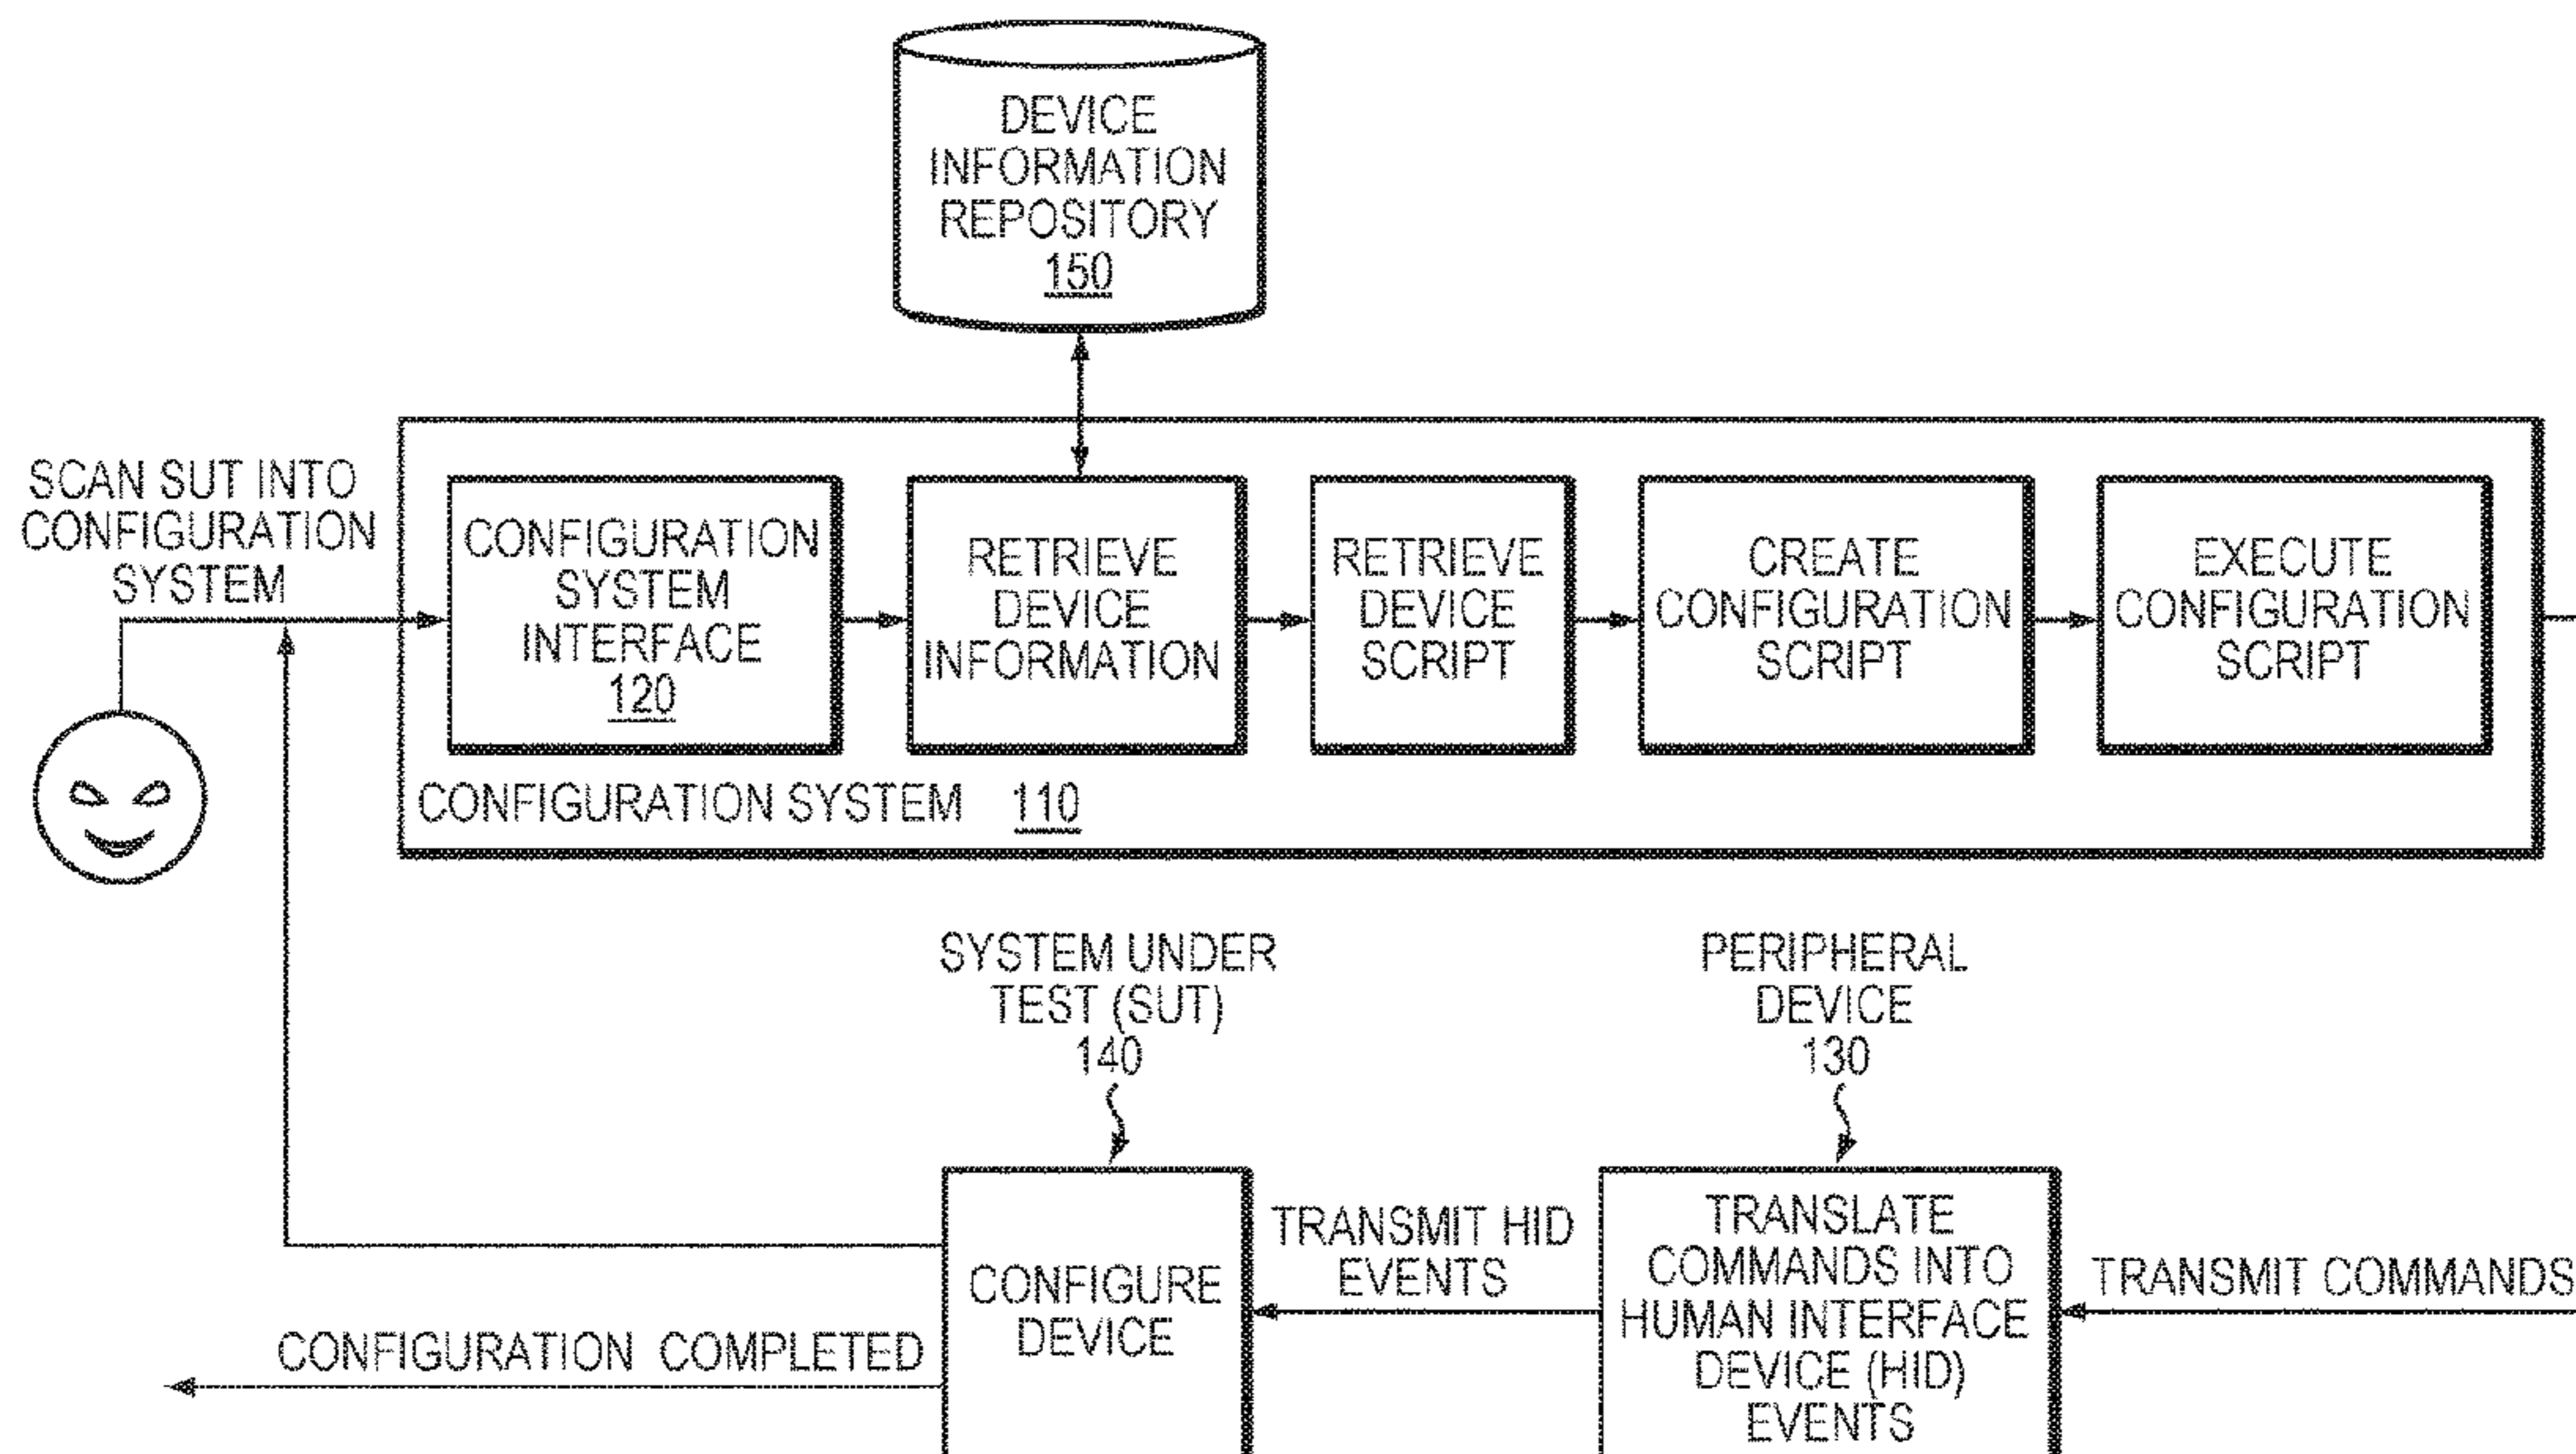 DEVICE
INFORMATION
REPOSITORY
150
SCAN SUT INTO
CONFIGURATION
SYSTEM
CONFIGURATION
SYSTEM
INTERFACE
120
RETRIEVE
DEVICE
INFORMATION
RETRIEVE
DEVICE
SCRIPT
CREATE
CONFIGURATION
SCRIPT
EXECUTE
CONFIGURATION
SCRIPT
CONFIGURATION SYSTEM 110
SYSTEM UNDER
TEST (SUT)
140
PERIPHERAL
DEVICE
130
CONFIGURE
DEVICE
TRANSMIT HID
EVENTS
TRANSLATE
COMMANDS INTO
HUMAN INTERFACE
DEVICE (HID)
EVENTS
TRANSMIT COMMANDS
CONFIGURATION COMPLETED